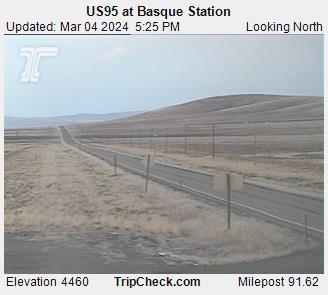 US95 at Basque Station
Updated: Mar 04 2024 5:25 PM Looking North
Elevation 4460 TripCheck.com Milepost 91.62